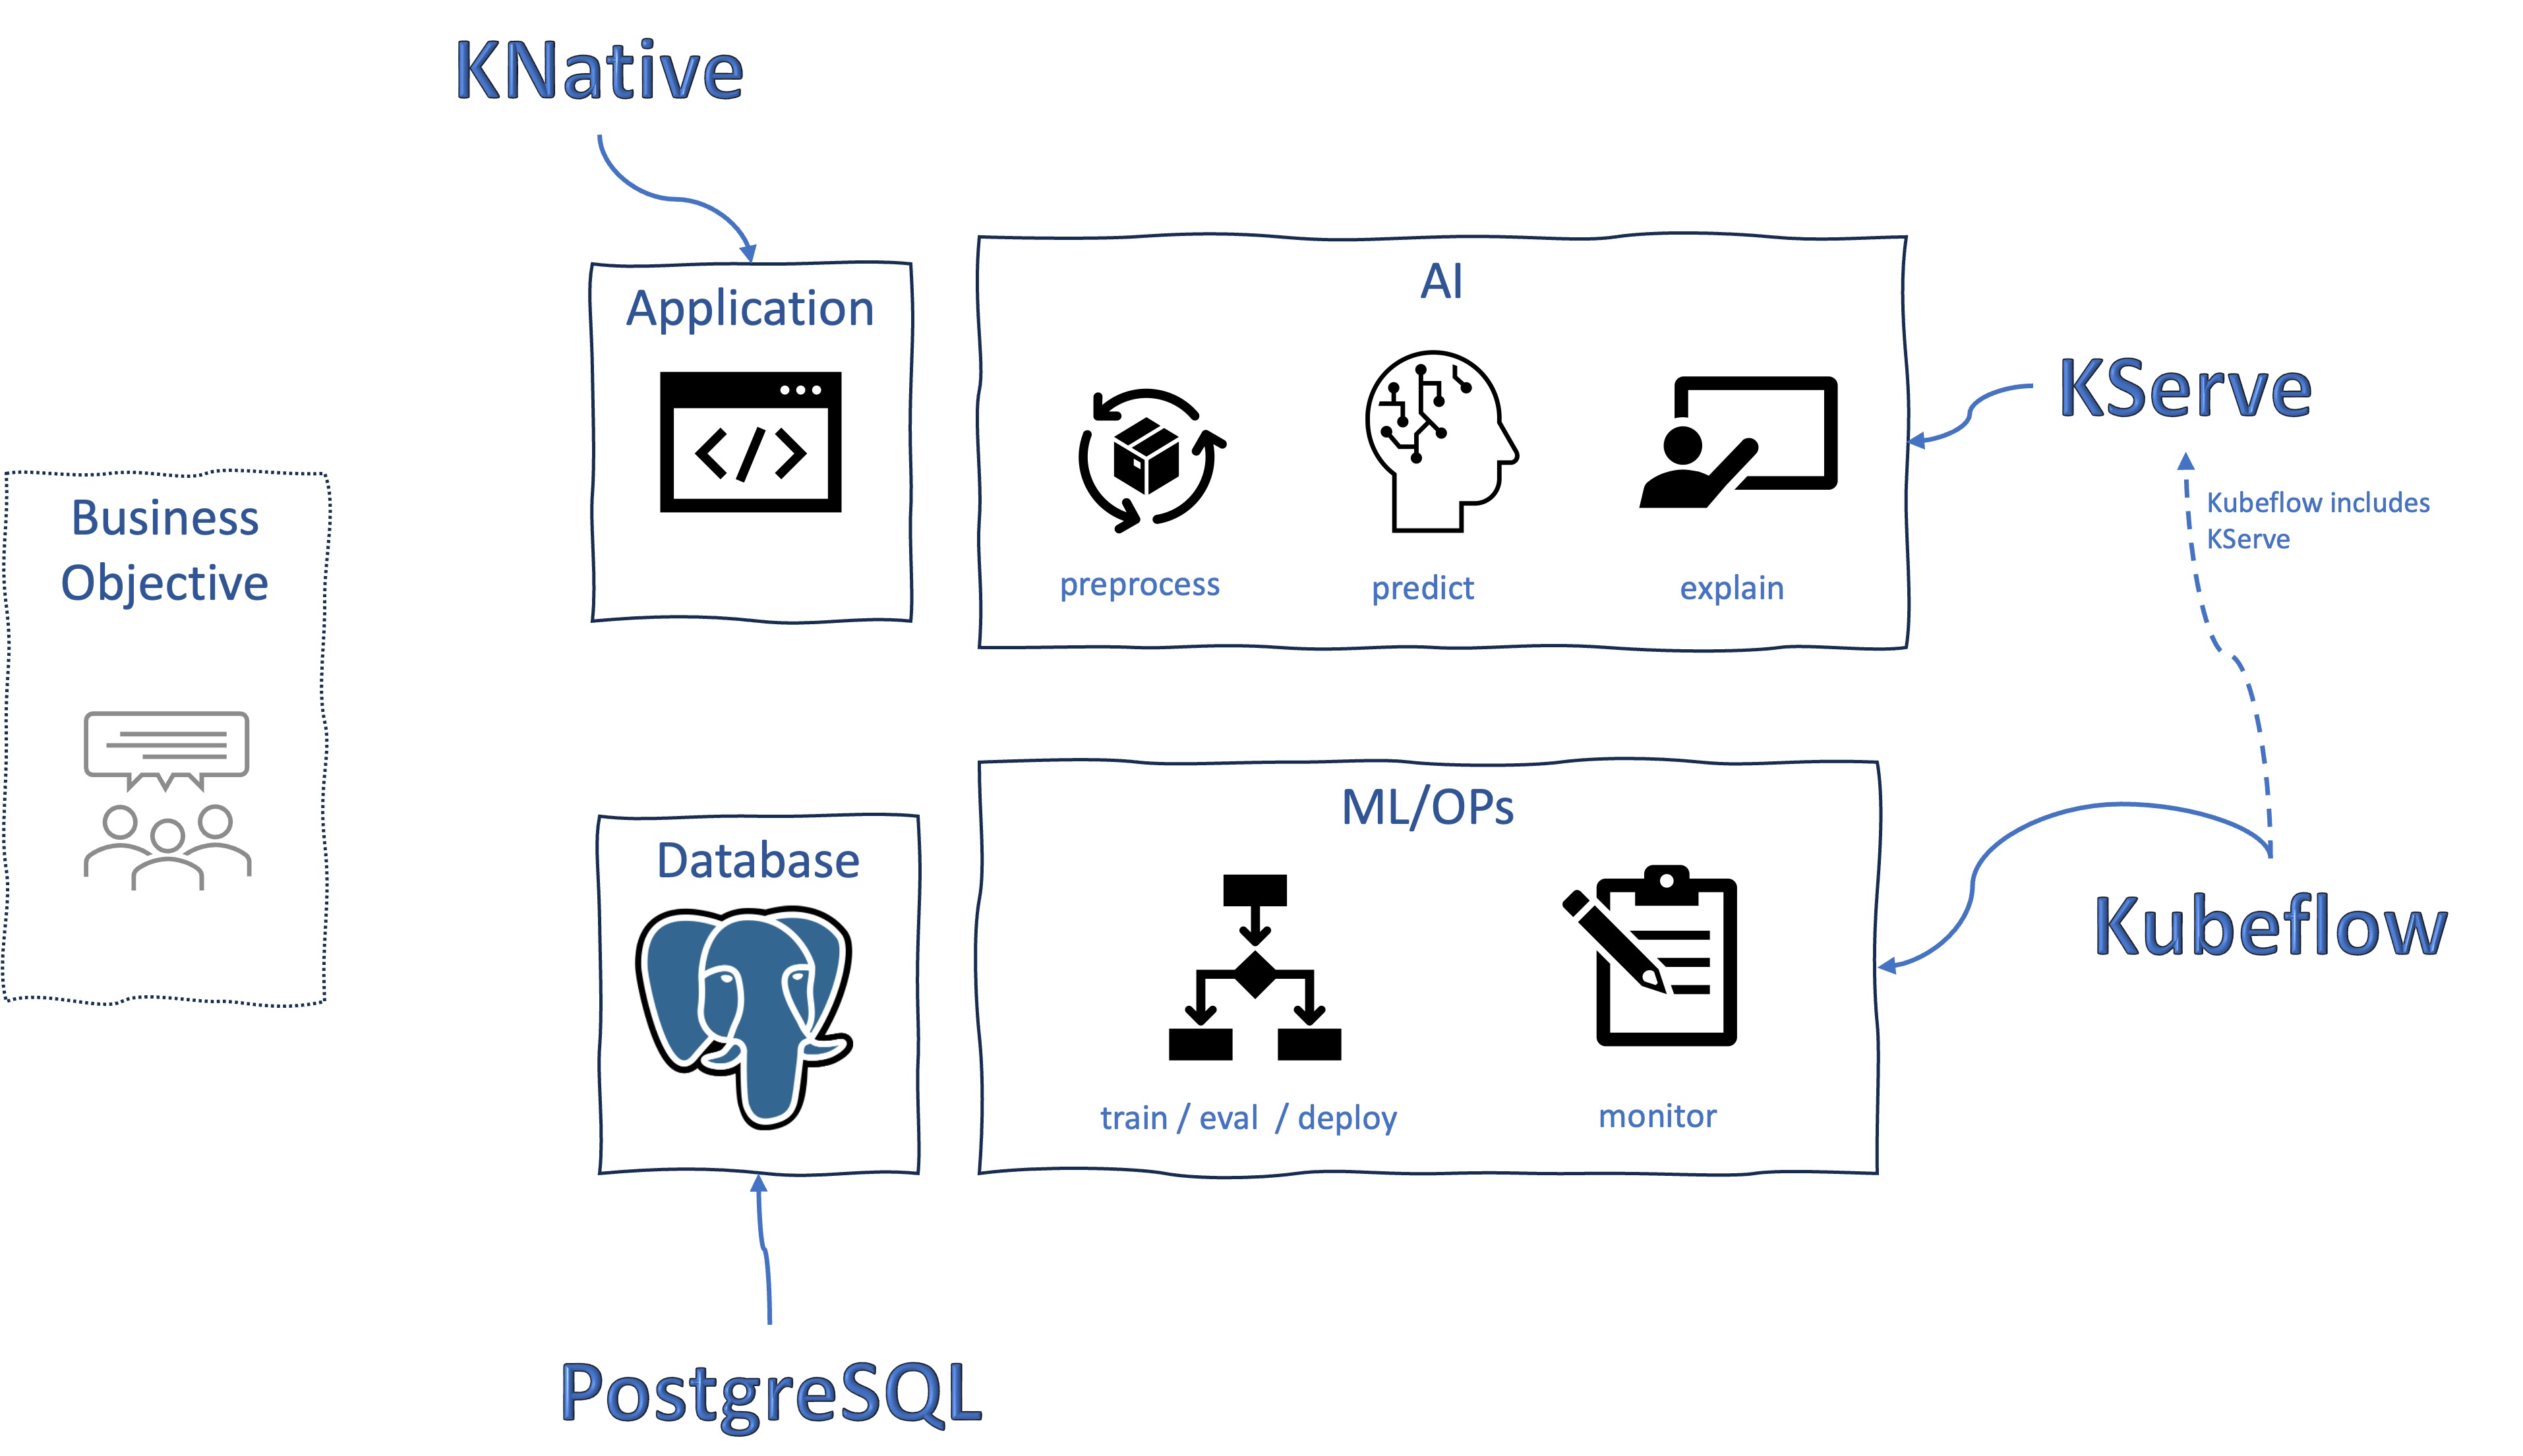 KNative
Application
AI
preprocess
predict
explain
KServe
Kubeflow includes
KServe
Business
Objective
Database
ML/OPs
train / eval  / deploy
monitor
Kubeflow
PostgreSQL